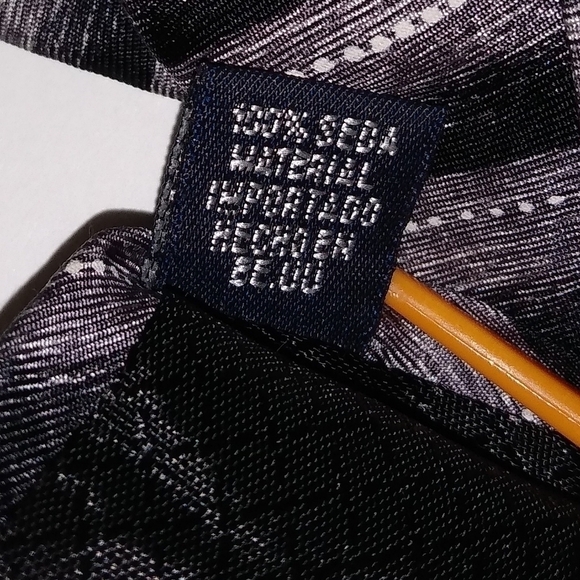 100% SEDA
MATERIAL
IMPORTADO
HECHO EN
EE.UU